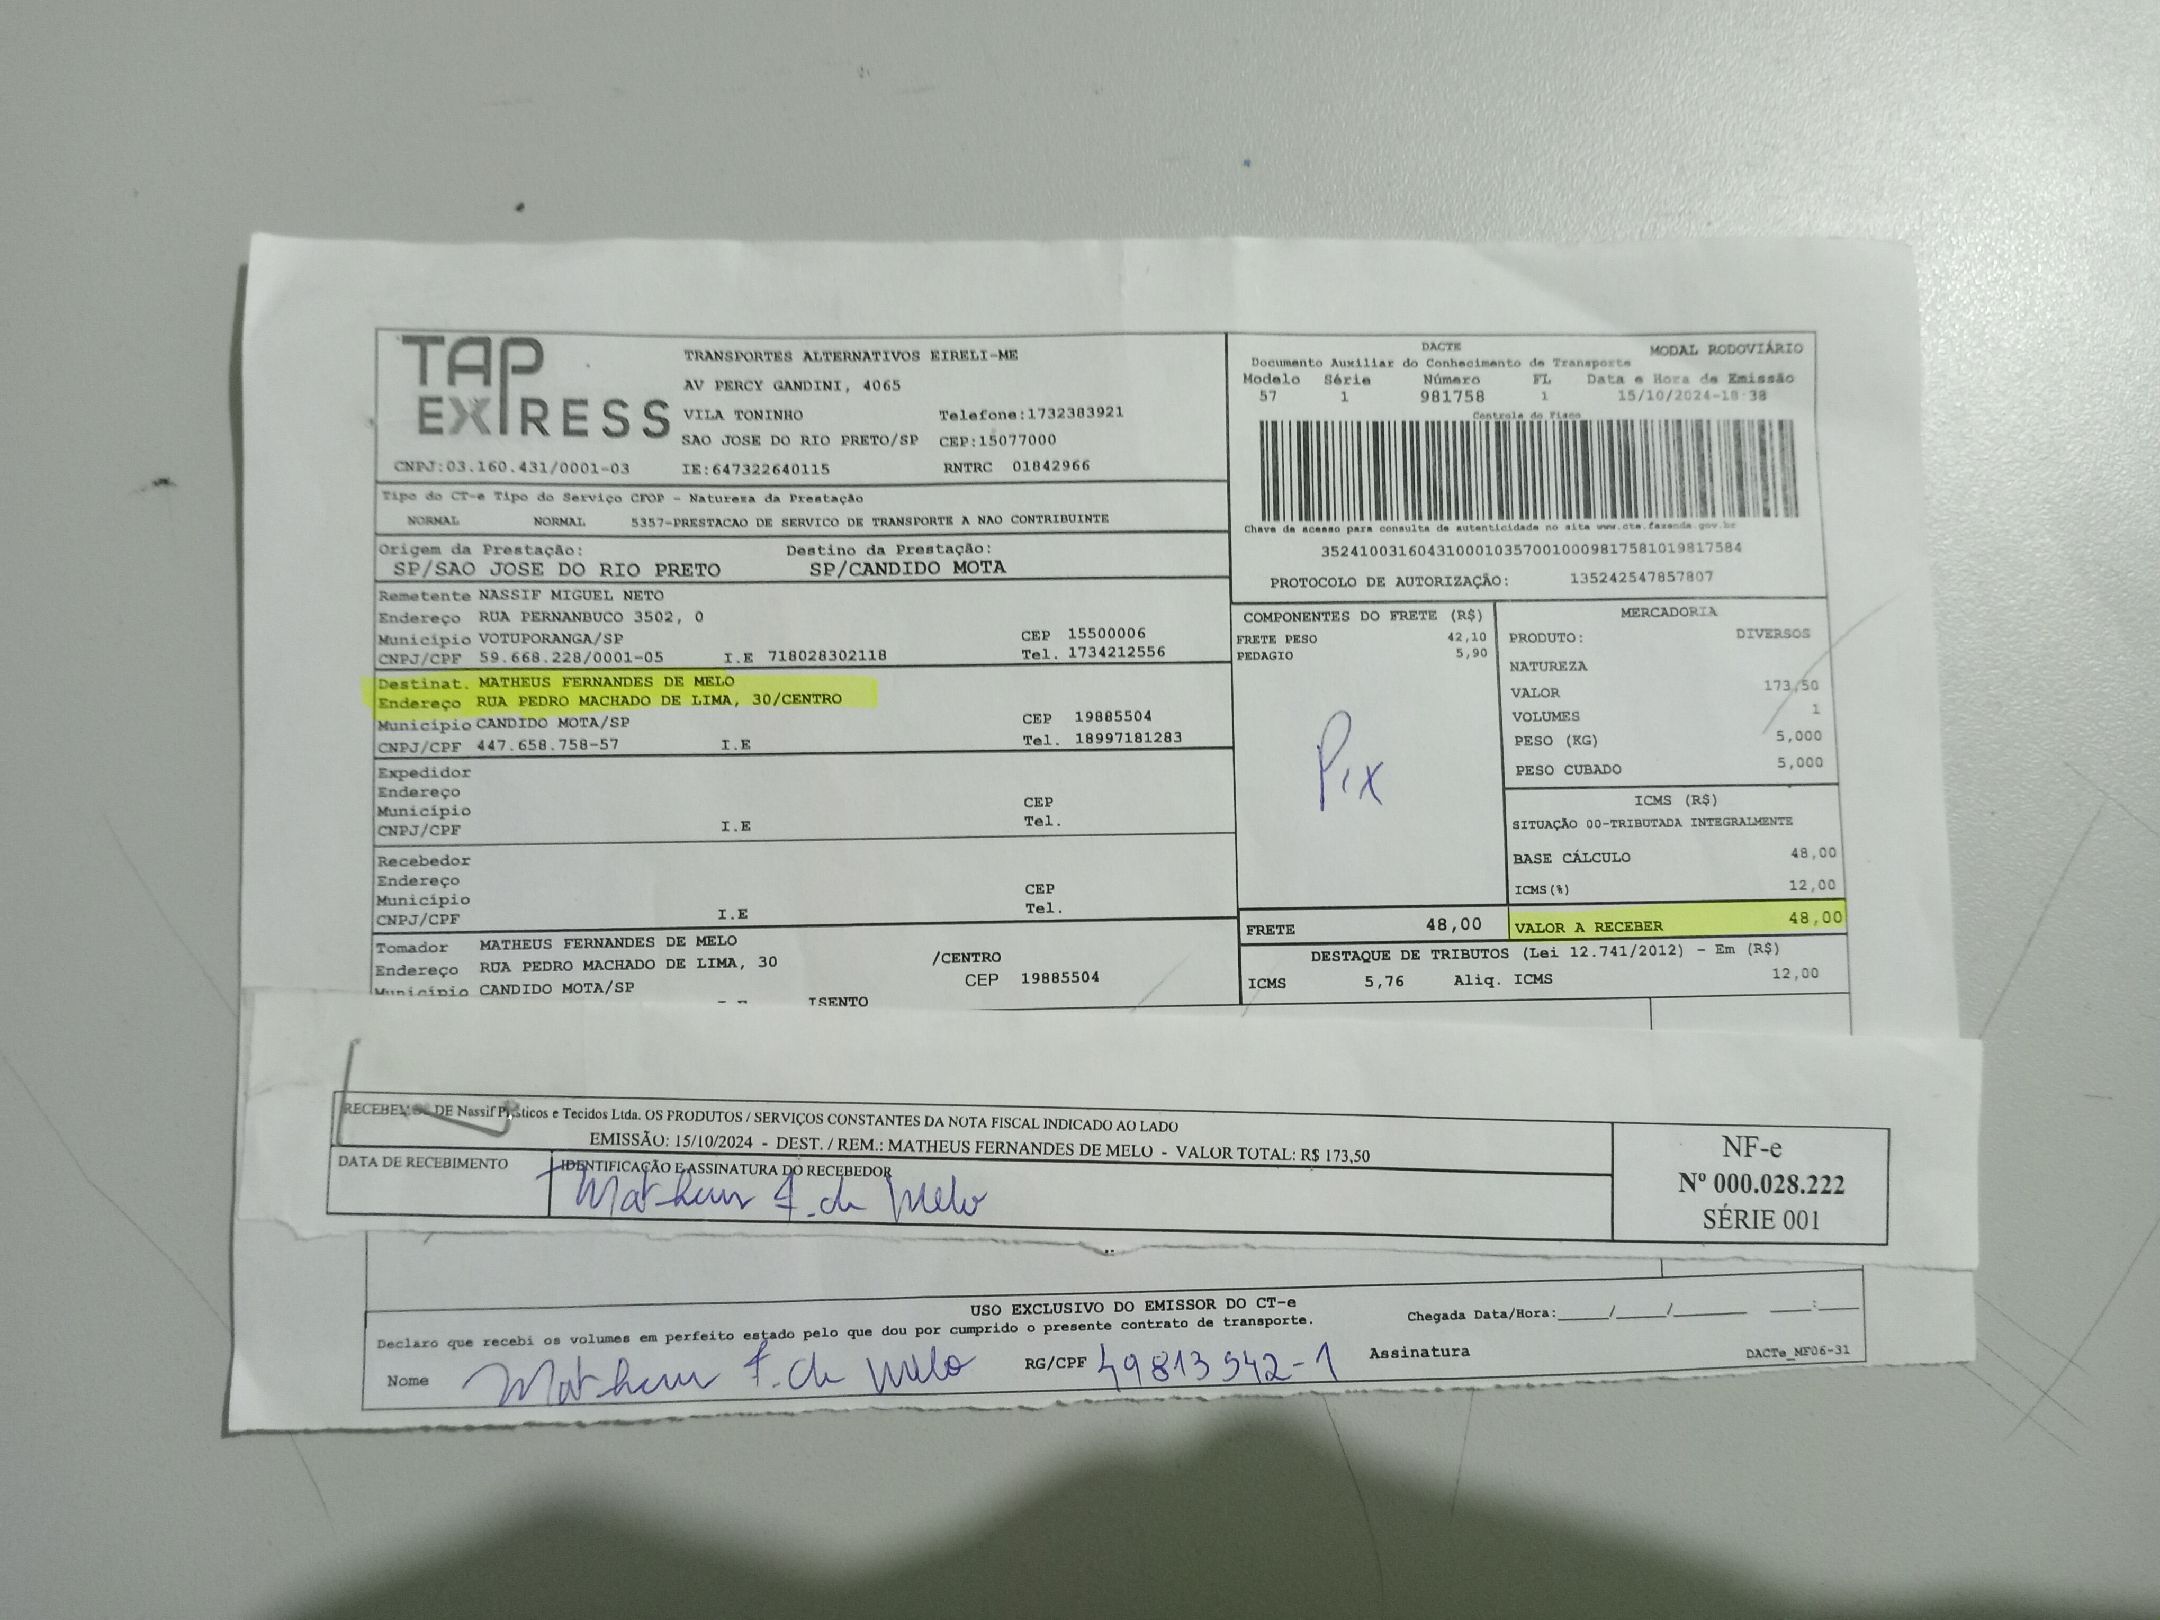 TAP EXPRESS
TRANSPORTES ALTERNATIVOS EIRELI-ME
AV PERCY GANDINI, 4065
VILA TONINHO Telefone:1732383921
SAO JOSE DO RIO PRETO/SP CEP:15077000
CNPJ:03.160.431/0001-03 IE:647322640115 RNTRC 01842966
DACTE MODAL RODOVIÁRIO
Documento Auxiliar do Conhecimento de Transporte
Modelo Série Número FL Data e Hora de Emissão
57 1 981758 1 15/10/2024-18:38
Controle do Fisco
Chave de acesso para consulta de autenticidade no site www.cte.fazenda.gov.br
35241003160431000103570010009817581019817584
PROTOCOLO DE AUTORIZAÇÃO: 135242547857807
Tipo do CT-e Tipo do Serviço CFOP - Natureza da Prestação
NORMAL NORMAL 5357-PRESTACAO DE SERVICO DE TRANSPORTE A NAO CONTRIBUINTE
Origem da Prestação: Destino da Prestação:
SP/SAO JOSE DO RIO PRETO SP/CANDIDO MOTA
Remetente NASSIF MIGUEL NETO
Endereço RUA PERNANBUCO 3502, 0
Município VOTUPORANGA/SP CEP 15500006
CNPJ/CPF 59.668.228/0001-05 I.E 718028302118 Tel. 1734212556
Destinat. MATHEUS FERNANDES DE MELO
Endereço RUA PEDRO MACHADO DE LIMA, 30/CENTRO
Município CANDIDO MOTA/SP CEP 19885504
CNPJ/CPF 447.658.758-57 I.E Tel. 18997181283
Expedidor
Endereço
Município CEP
CNPJ/CPF I.E Tel.
Recebedor
Endereço
Município CEP
CNPJ/CPF I.E Tel.
Tomador MATHEUS FERNANDES DE MELO
Endereço RUA PEDRO MACHADO DE LIMA, 30 /CENTRO
Município CANDIDO MOTA/SP CEP 19885504
ISENTO
COMPONENTES DO FRETE (R$)
FRETE PESO 42,10
PEDAGIO 5,90
Pix
MERCADORIA
PRODUTO: DIVERSOS
NATUREZA
VALOR 173,50
VOLUMES 1
PESO (KG) 5,000
PESO CUBADO 5,000
ICMS (R$)
SITUAÇÃO 00-TRIBUTADA INTEGRALMENTE
BASE CÁLCULO 48,00
ICMS(%) 12,00
FRETE 48,00 VALOR A RECEBER 48,00
DESTAQUE DE TRIBUTOS (Lei 12.741/2012) - Em (R$)
ICMS 5,76 Aliq. ICMS 12,00
RECEBEMOS DE Nassif Plásticos e Tecidos Ltda. OS PRODUTOS / SERVIÇOS CONSTANTES DA NOTA FISCAL INDICADO AO LADO
EMISSÃO: 15/10/2024 - DEST. / REM.: MATHEUS FERNANDES DE MELO - VALOR TOTAL: R$ 173,50
DATA DE RECEBIMENTO IDENTIFICAÇÃO E ASSINATURA DO RECEBEDOR
Matheus F. de Melo
NF-e
Nº 000.028.222
SÉRIE 001
USO EXCLUSIVO DO EMISSOR DO CT-e
Declaro que recebi os volumes em perfeito estado pelo que dou por cumprido o presente contrato de transporte.
Chegada Data/Hora:_____/_____/_______ ____:____
Nome Matheus F. de Melo RG/CPF 49813542-1 Assinatura
DACTe_MF06-31